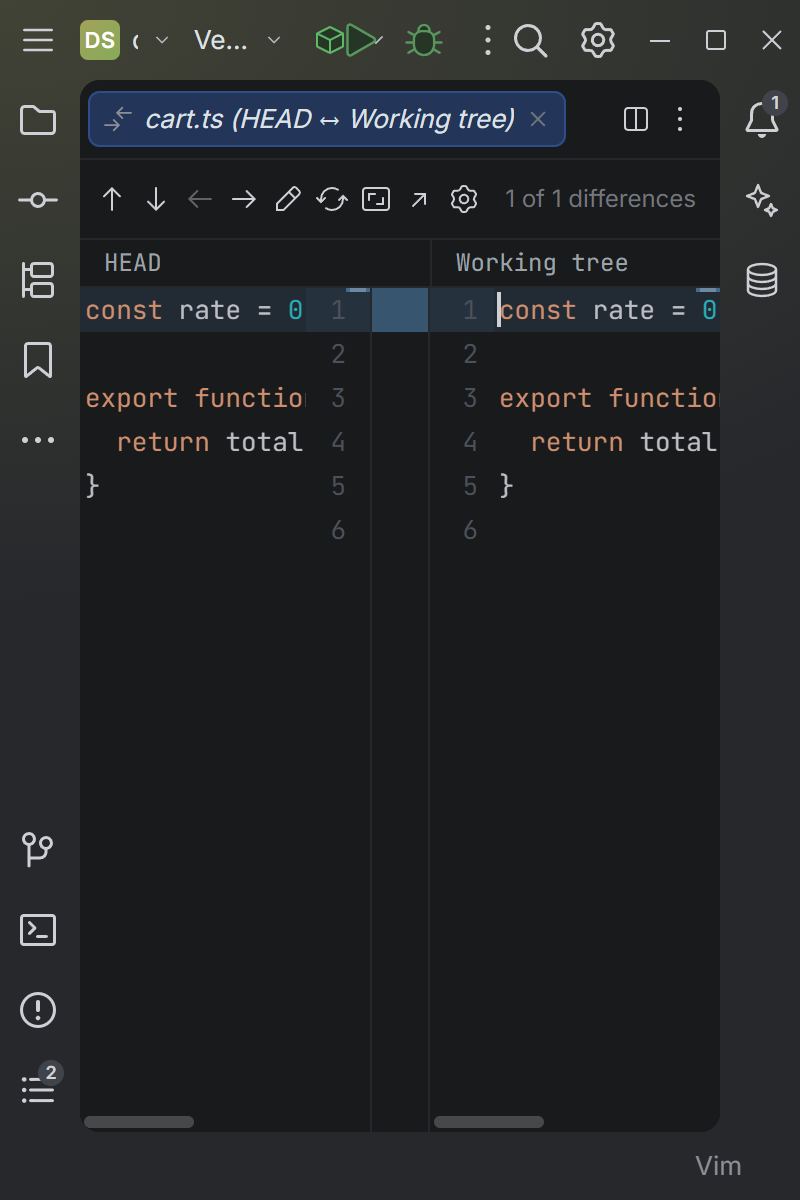 DS
Ve...
cart.ts (HEAD ↔ Working tree)
1
1 of 1 differences
HEAD
Working tree
const rate = 0 1
2
export functio 3
return total 4
} 5
6
1 const rate = 0
2
3 export functio
4 return total
5 }
6
2
Vim